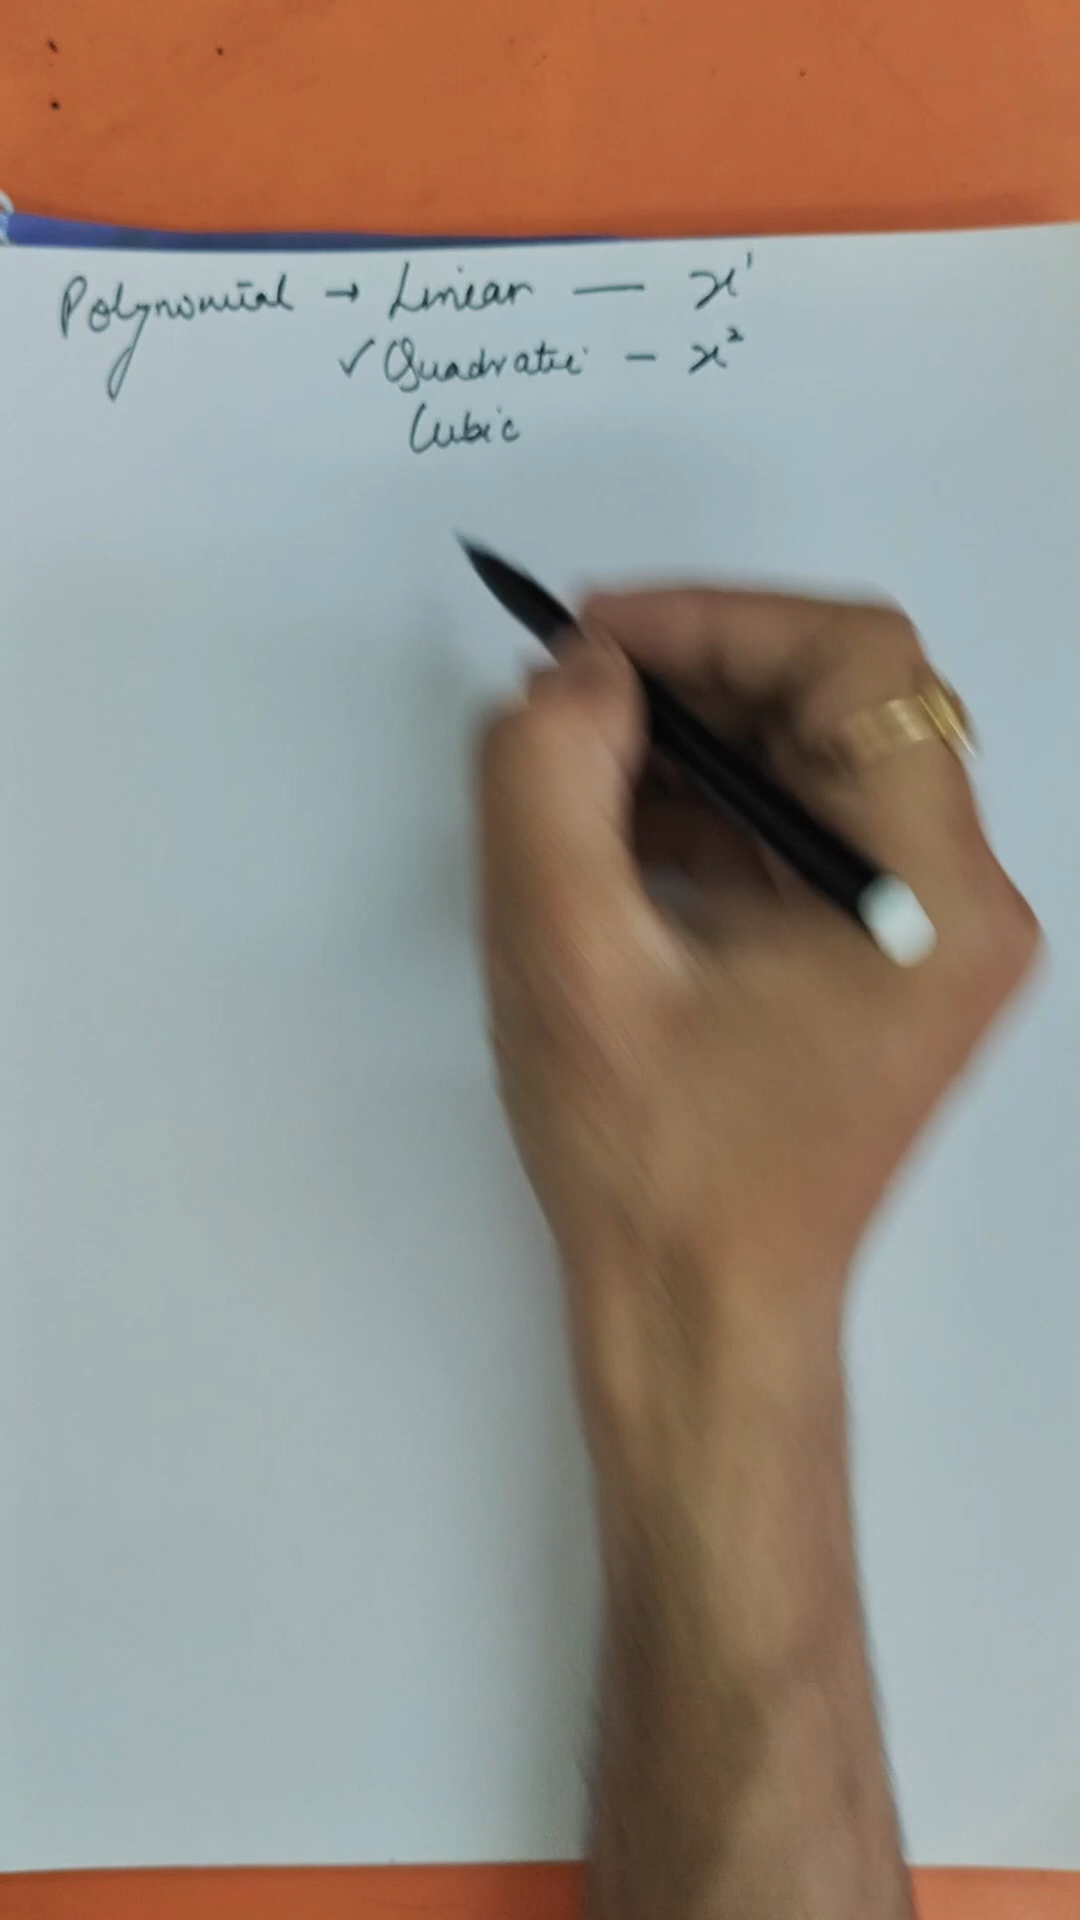 Polynomial → Linear — x¹
✓ Quadratic - x²
Cubic